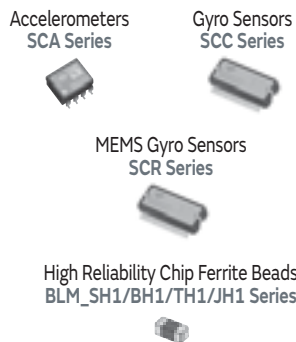 Accelerometers
SCA Series
Gyro Sensors
SCC Series
MEMS Gyro Sensors
SCR Series
High Reliability Chip Ferrite Beads
BLM_SH1/BH1/TH1/JH1 Series